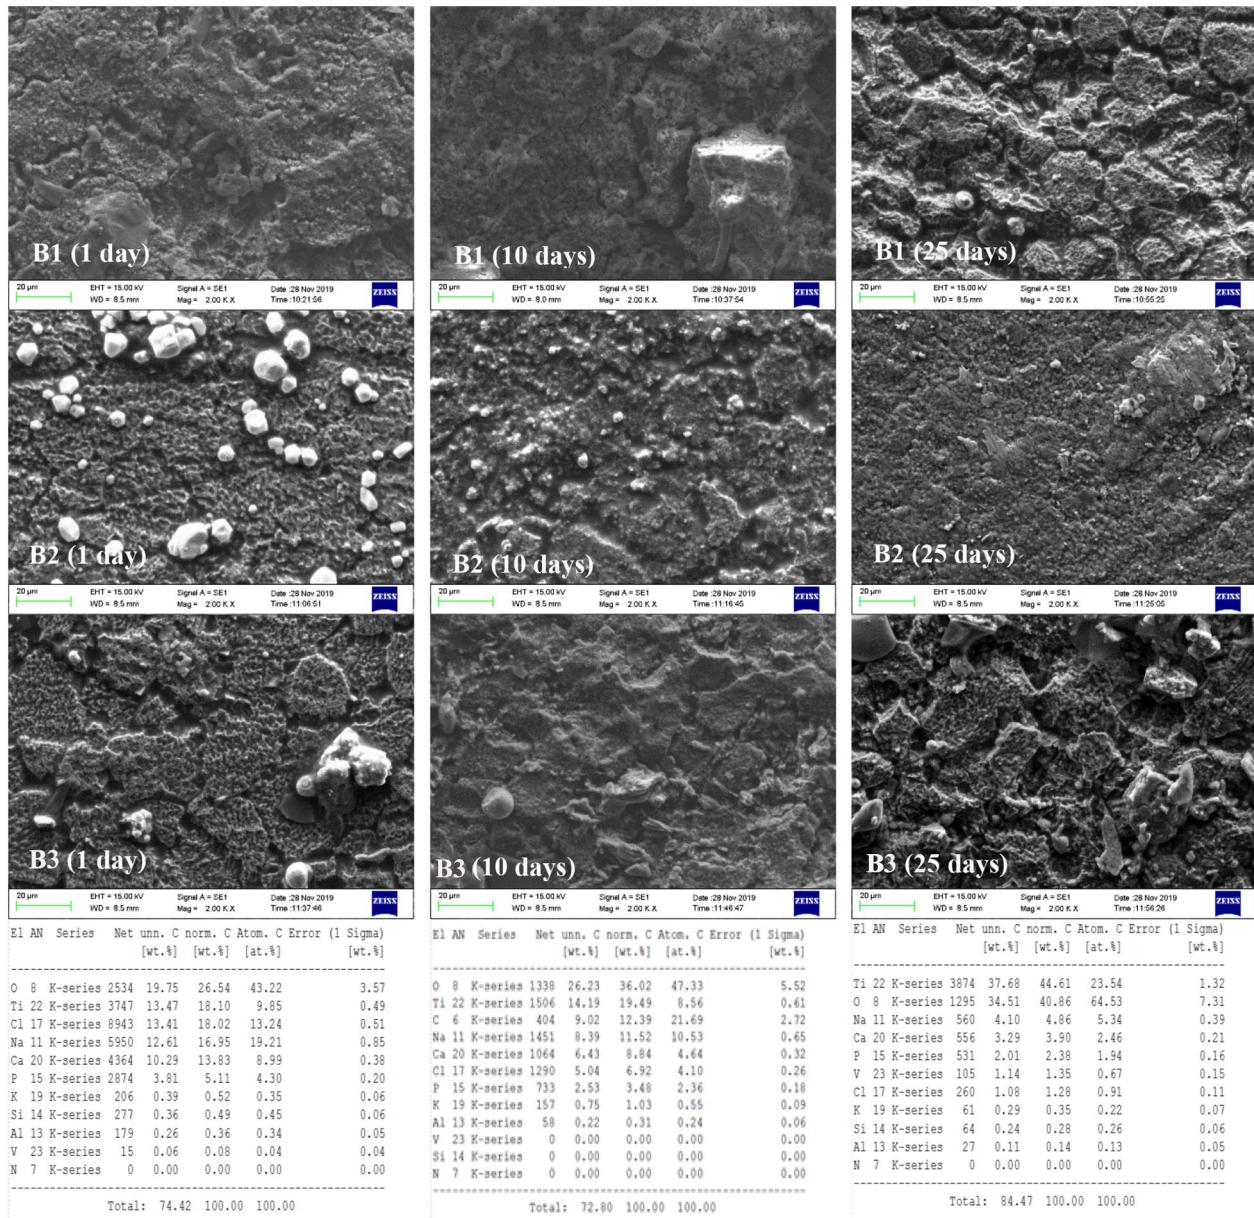 B1 (1 day)
20 µm EHT = 15.00 kV Signal A = SE1 Date :28 Nov 2019 ZEISS
WD = 8.5 mm Mag = 2.00 K X Time :10:21:56
B1 (10 days)
20 µm EHT = 15.00 kV Signal A = SE1 Date :28 Nov 2019 ZEISS
WD = 8.0 mm Mag = 2.00 K X Time :10:37:54
B1 (25 days)
20 µm EHT = 15.00 kV Signal A = SE1 Date :28 Nov 2019 ZEISS
WD = 8.5 mm Mag = 2.00 K X Time :10:55:25
B2 (1 day)
20 µm EHT = 15.00 kV Signal A = SE1 Date :28 Nov 2019 ZEISS
WD = 8.5 mm Mag = 2.00 K X Time :11:06:51
B2 (10 days)
20 µm EHT = 15.00 kV Signal A = SE1 Date :28 Nov 2019 ZEISS
WD = 8.5 mm Mag = 2.00 K X Time :11:16:45
B2 (25 days)
20 µm EHT = 15.00 kV Signal A = SE1 Date :28 Nov 2019 ZEISS
WD = 8.5 mm Mag = 2.00 K X Time :11:25:05
B3 (1 day)
20 µm EHT = 15.00 kV Signal A = SE1 Date :28 Nov 2019 ZEISS
WD = 8.5 mm Mag = 2.00 K X Time :11:37:46
B3 (10 days)
20 µm EHT = 15.00 kV Signal A = SE1 Date :28 Nov 2019 ZEISS
WD = 8.5 mm Mag = 2.00 K X Time :11:46:47
B3 (25 days)
20 µm EHT = 15.00 kV Signal A = SE1 Date :28 Nov 2019 ZEISS
WD = 8.5 mm Mag = 2.00 K X Time :11:56:26
El AN Series Net unn. C norm. C Atom. C Error (1 Sigma)
[wt.%] [wt.%] [at.%] [wt.%]
O 8 K-series 2534 19.75 26.54 43.22 3.57
Ti 22 K-series 3747 13.47 18.10 9.85 0.49
Cl 17 K-series 8943 13.41 18.02 13.24 0.51
Na 11 K-series 5950 12.61 16.95 19.21 0.85
Ca 20 K-series 4364 10.29 13.83 8.99 0.38
P 15 K-series 2874 3.81 5.11 4.30 0.20
K 19 K-series 206 0.39 0.52 0.35 0.06
Si 14 K-series 277 0.36 0.49 0.45 0.06
Al 13 K-series 179 0.26 0.36 0.34 0.05
V 23 K-series 15 0.06 0.08 0.04 0.04
N 7 K-series 0 0.00 0.00 0.00 0.00
Total: 74.42 100.00 100.00
El AN Series Net unn. C norm. C Atom. C Error (1 Sigma)
[wt.%] [wt.%] [at.%] [wt.%]
O 8 K-series 1338 26.23 36.02 47.33 5.52
Ti 22 K-series 1506 14.19 19.49 8.56 0.61
C 6 K-series 404 9.02 12.39 21.69 2.72
Na 11 K-series 1451 8.39 11.52 10.53 0.65
Ca 20 K-series 1064 6.43 8.84 4.64 0.32
Cl 17 K-series 1290 5.04 6.92 4.10 0.26
P 15 K-series 733 2.53 3.48 2.36 0.18
K 19 K-series 157 0.75 1.03 0.55 0.09
Al 13 K-series 58 0.22 0.31 0.24 0.06
V 23 K-series 0 0.00 0.00 0.00 0.00
Si 14 K-series 0 0.00 0.00 0.00 0.00
N 7 K-series 0 0.00 0.00 0.00 0.00
Total: 72.80 100.00 100.00
El AN Series Net unn. C norm. C Atom. C Error (1 Sigma)
[wt.%] [wt.%] [at.%] [wt.%]
Ti 22 K-series 3874 37.68 44.61 23.54 1.32
O 8 K-series 1295 34.51 40.86 64.53 7.31
Na 11 K-series 560 4.10 4.86 5.34 0.39
Ca 20 K-series 556 3.29 3.90 2.46 0.21
P 15 K-series 531 2.01 2.38 1.94 0.16
V 23 K-series 105 1.14 1.35 0.67 0.15
Cl 17 K-series 260 1.08 1.28 0.91 0.11
K 19 K-series 61 0.29 0.35 0.22 0.07
Si 14 K-series 64 0.24 0.28 0.26 0.06
Al 13 K-series 27 0.11 0.14 0.13 0.05
N 7 K-series 0 0.00 0.00 0.00 0.00
Total: 84.47 100.00 100.00